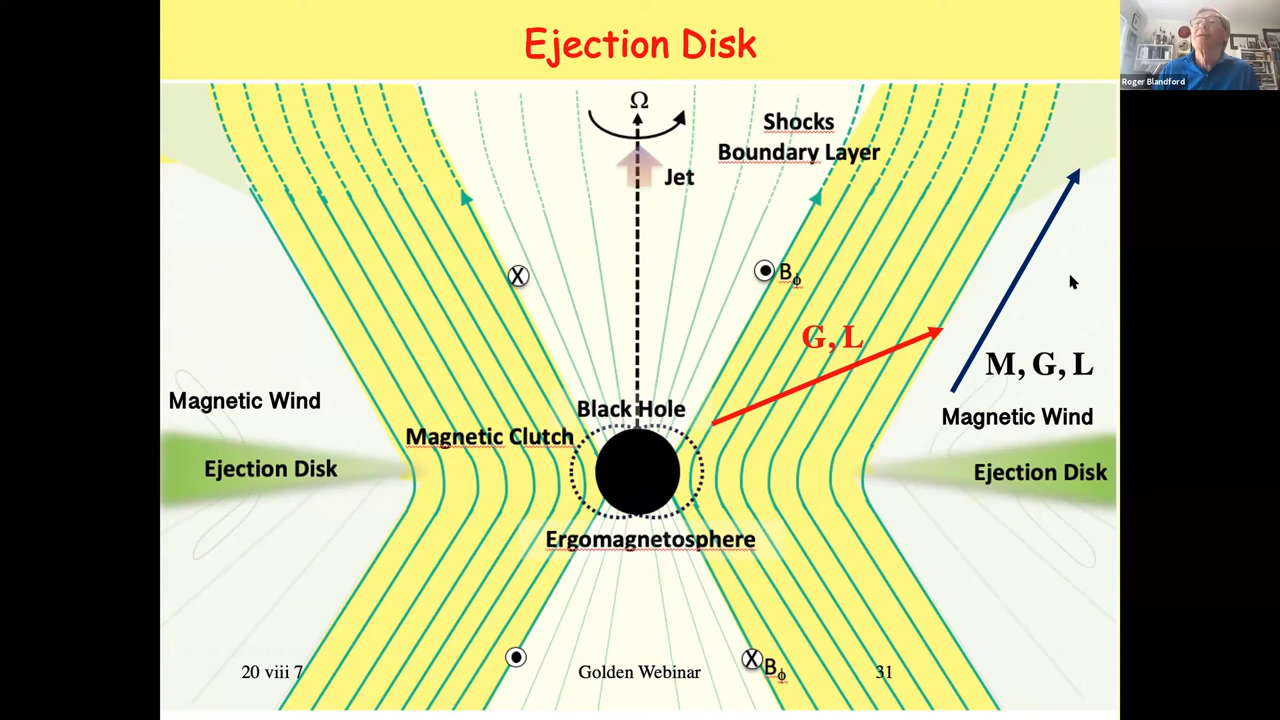 Ejection Disk
Roger Blandford
Ω
Shocks
Boundary Layer
Jet
X
Bϕ
G, L
M, G, L
Magnetic Wind
Black Hole
Magnetic Wind
Magnetic Clutch
Ejection Disk
Ejection Disk
Ergomagnetosphere
X
Bϕ
20 viii 7
Golden Webinar
31